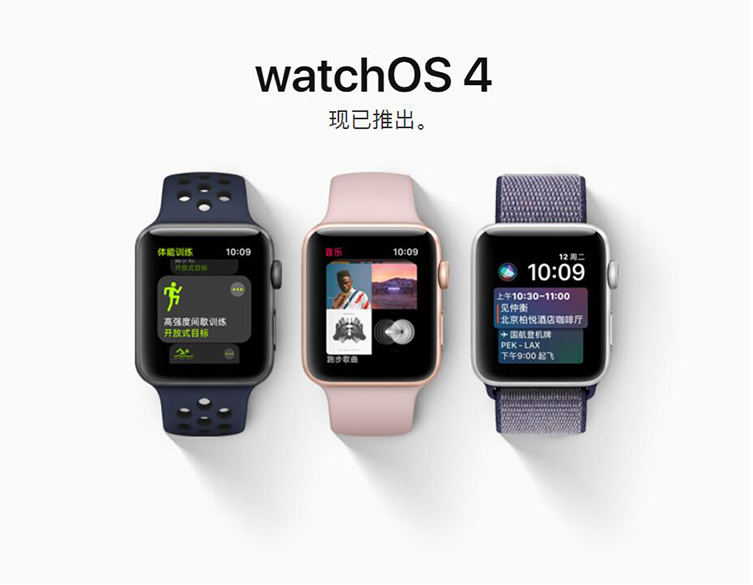 watchOS 4
现已推出。
体能训练 10:09
开放式目标
高强度间歇训练
开放式目标
音乐 10:09
跑步歌曲
12 周二
10:09
上午10:30–11:00
见仲衡
北京柏悦酒店咖啡厅
国航登机牌
PEK - LAX
下午9:00 起飞